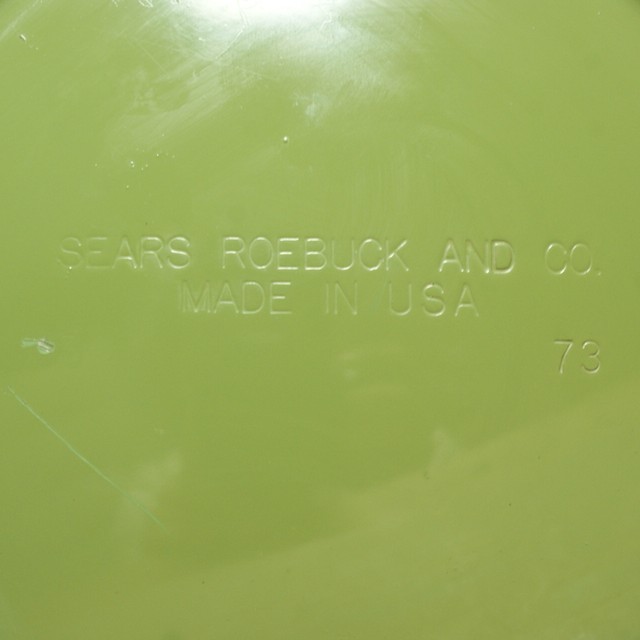 SEARS ROEBUCK AND CO.
MADE IN USA
73